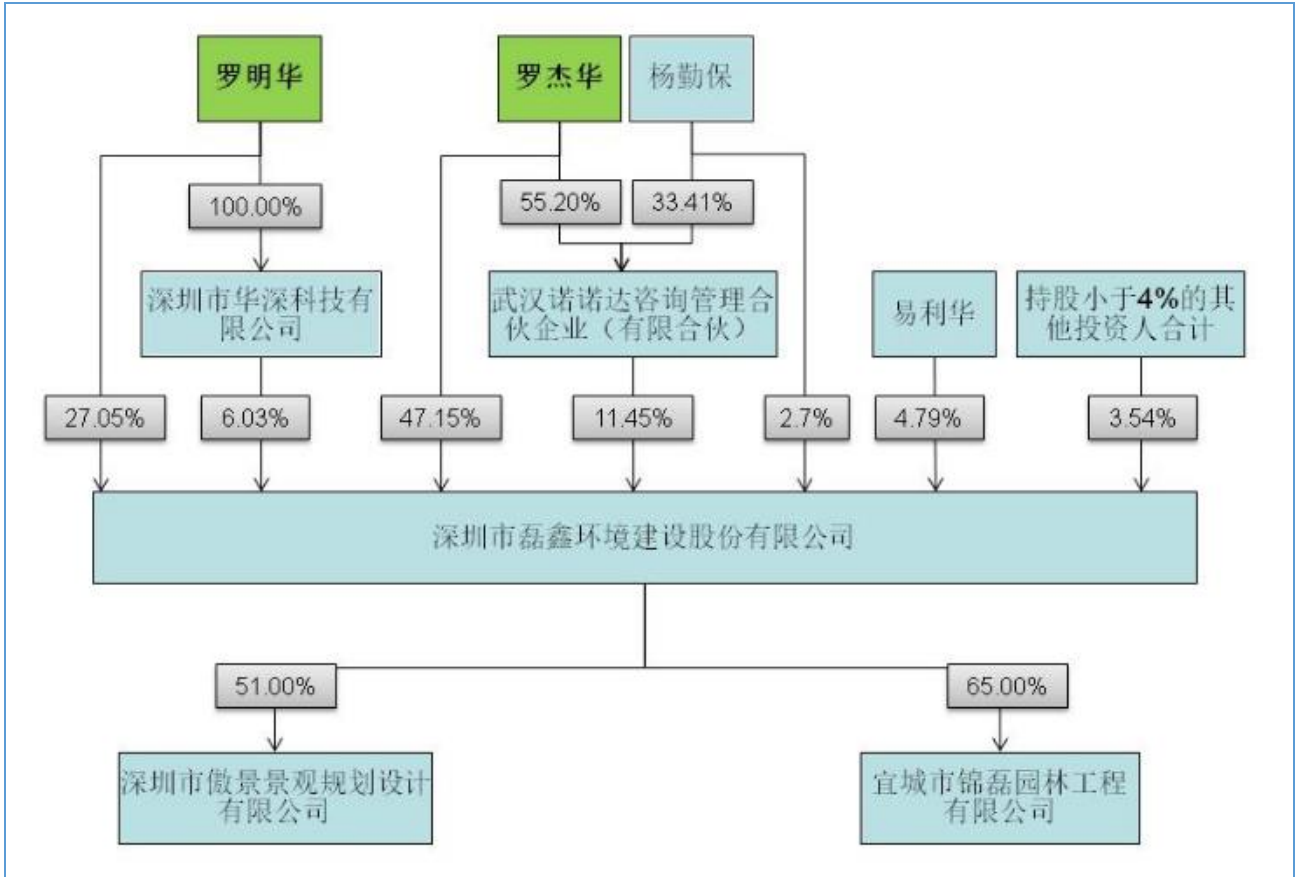 罗明华
罗杰华
杨勤保
100.00%
55.20%
33.41%
深圳市华深科技有
限公司
武汉诺诺达咨询管理合
伙企业（有限合伙）
易利华
持股小于4%的其
他投资人合计
27.05%
6.03%
47.15%
11.45%
2.7%
4.79%
3.54%
深圳市磊鑫环境建设股份有限公司
51.00%
65.00%
深圳市傲景景观规划设计
有限公司
宜城市锦磊园林工程
有限公司